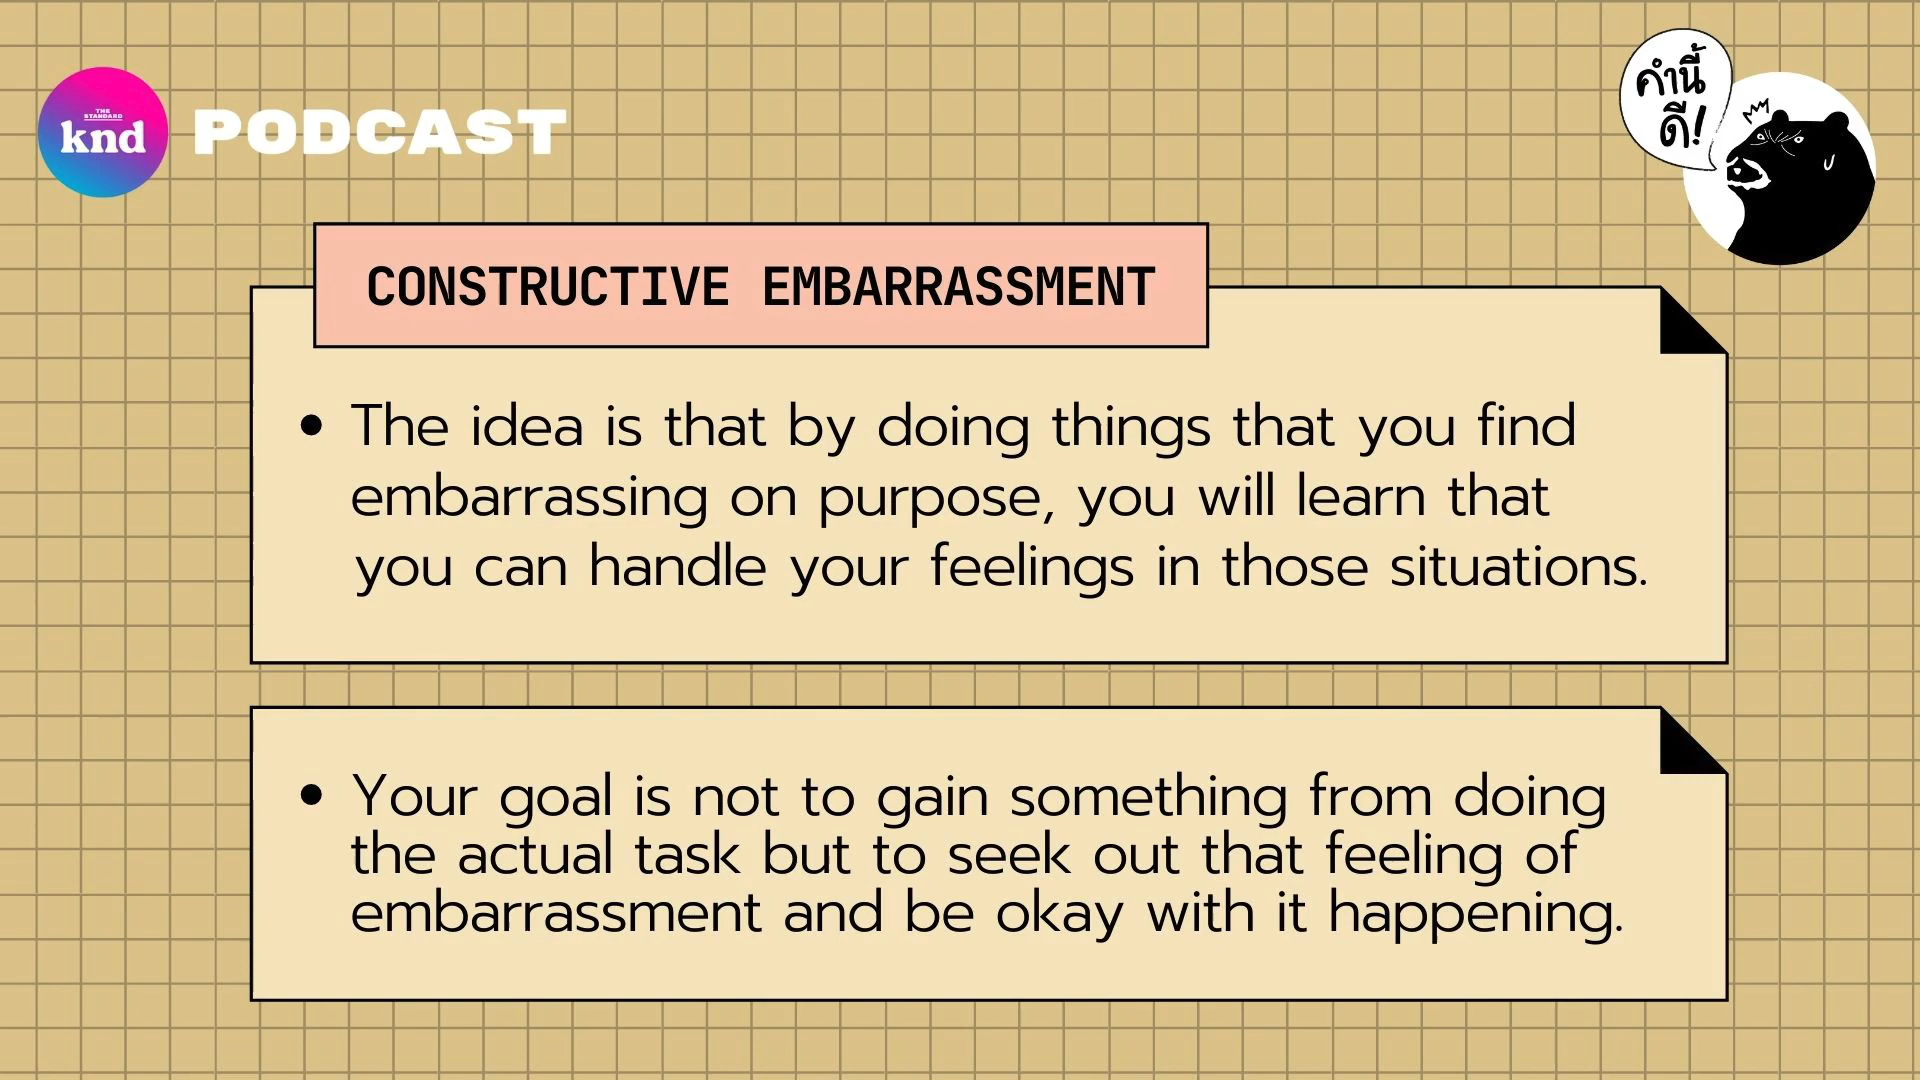 THE
STANDARD
knd
PODCAST
คำนี้
ดี!
CONSTRUCTIVE EMBARRASSMENT
• The idea is that by doing things that you find
embarrassing on purpose, you will learn that
you can handle your feelings in those situations.
• Your goal is not to gain something from doing
the actual task but to seek out that feeling of
embarrassment and be okay with it happening.